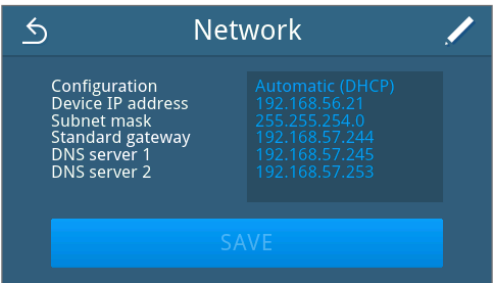 Network
Configuration Automatic (DHCP)
Device IP address 192.168.56.21
Subnet mask 255.255.254.0
Standard gateway 192.168.57.244
DNS server 1 192.168.57.245
DNS server 2 192.168.57.253
SAVE